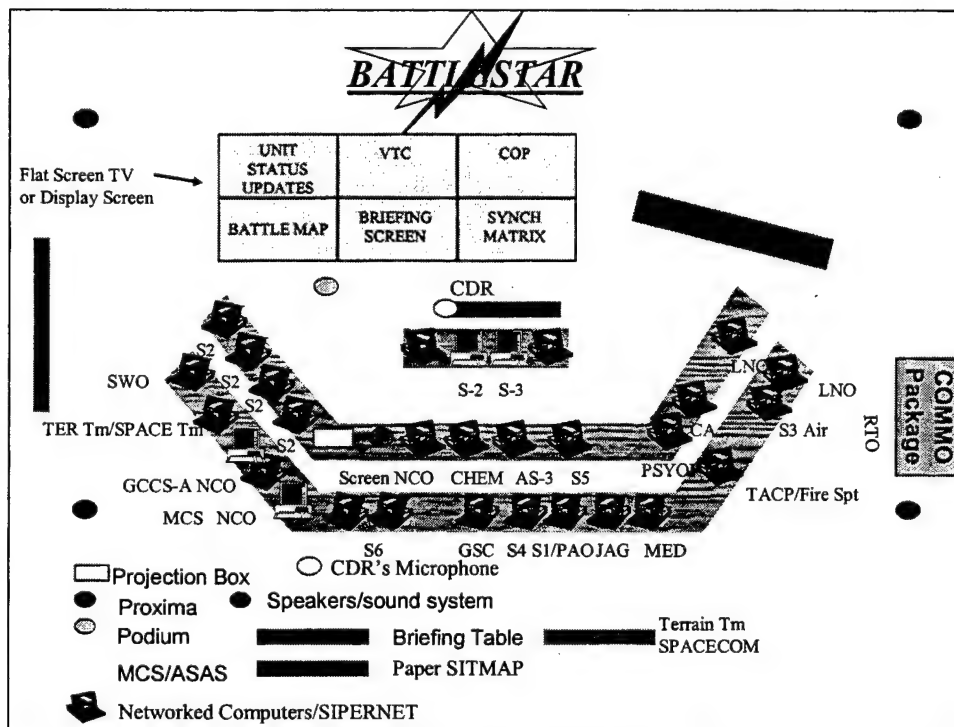 BATTLESTAR
UNIT
STATUS
UPDATES
VTC
COP
BATTLE MAP
BRIEFING
SCREEN
SYNCH
MATRIX
Flat Screen TV
or Display Screen
CDR
S-2 S-3
S2
S2
S2
S2
SWO
TER Tm/SPACE Tm
GCCS-A NCO
MCS NCO
LNO
LNO
CA
S3 Air
RTO
COMMO
Package
PSYOP
TACP/Fire Spt
Screen NCO CHEM AS-3 S5
S6 GSC S4 S1/PAO JAG MED
CDR's Microphone
Projection Box
Proxima
Speakers/sound system
Podium
Briefing Table
Terrain Tm
SPACECOM
MCS/ASAS
Paper SITMAP
Networked Computers/SIPERNET